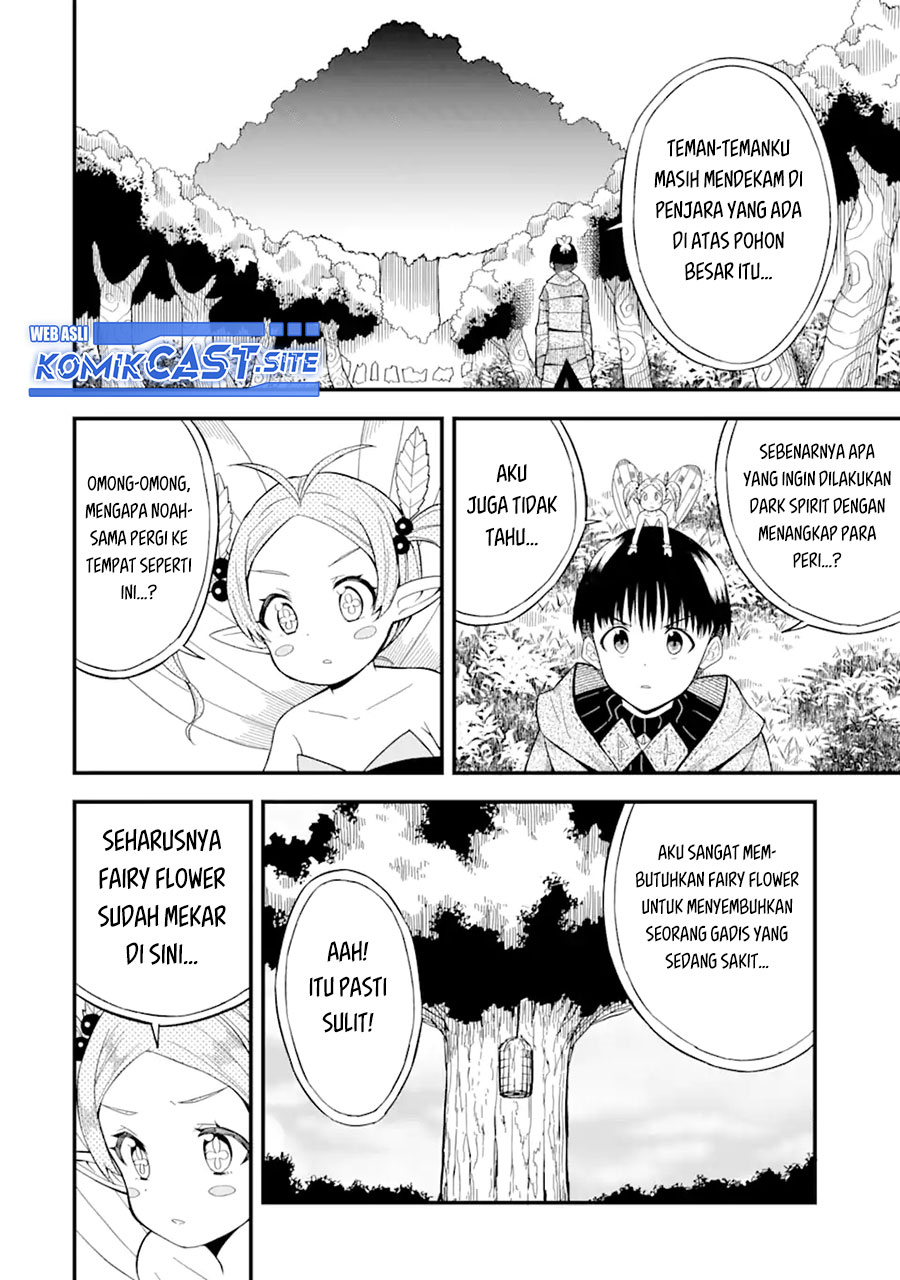 TEMAN-TEMANKU
MASIH MENDEKAM DI
PENJARA YANG ADA
DI ATAS POHON
BESAR ITU...
WEB ASLI
KOMIKCAST.SITE
SEBENARNYA APA
YANG INGIN DILAKUKAN
DARK SPIRIT DENGAN
MENANGKAP PARA
PERI...?
AKU
JUGA TIDAK
TAHU...
OMONG-OMONG,
MENGAPA NOAH-
SAMA PERGI KE
TEMPAT SEPERTI
INI...?
AKU SANGAT MEM-
BUTUHKAN FAIRY FLOWER
UNTUK MENYEMBUHKAN
SEORANG GADIS YANG
SEDANG SAKIT...
AAH!
ITU PASTI
SULIT!
SEHARUSNYA
FAIRY FLOWER
SUDAH MEKAR
DI SINI...